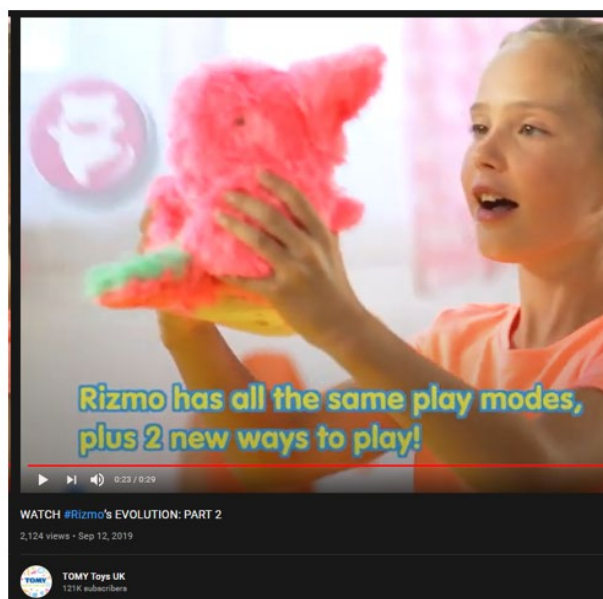 Rizmo has all the same play modes,
plus 2 new ways to play!
0:23 / 0:29
WATCH #Rizmo's EVOLUTION: PART 2
2,124 views • Sep 12, 2019
TOMY
TOMY Toys UK
121K subscribers